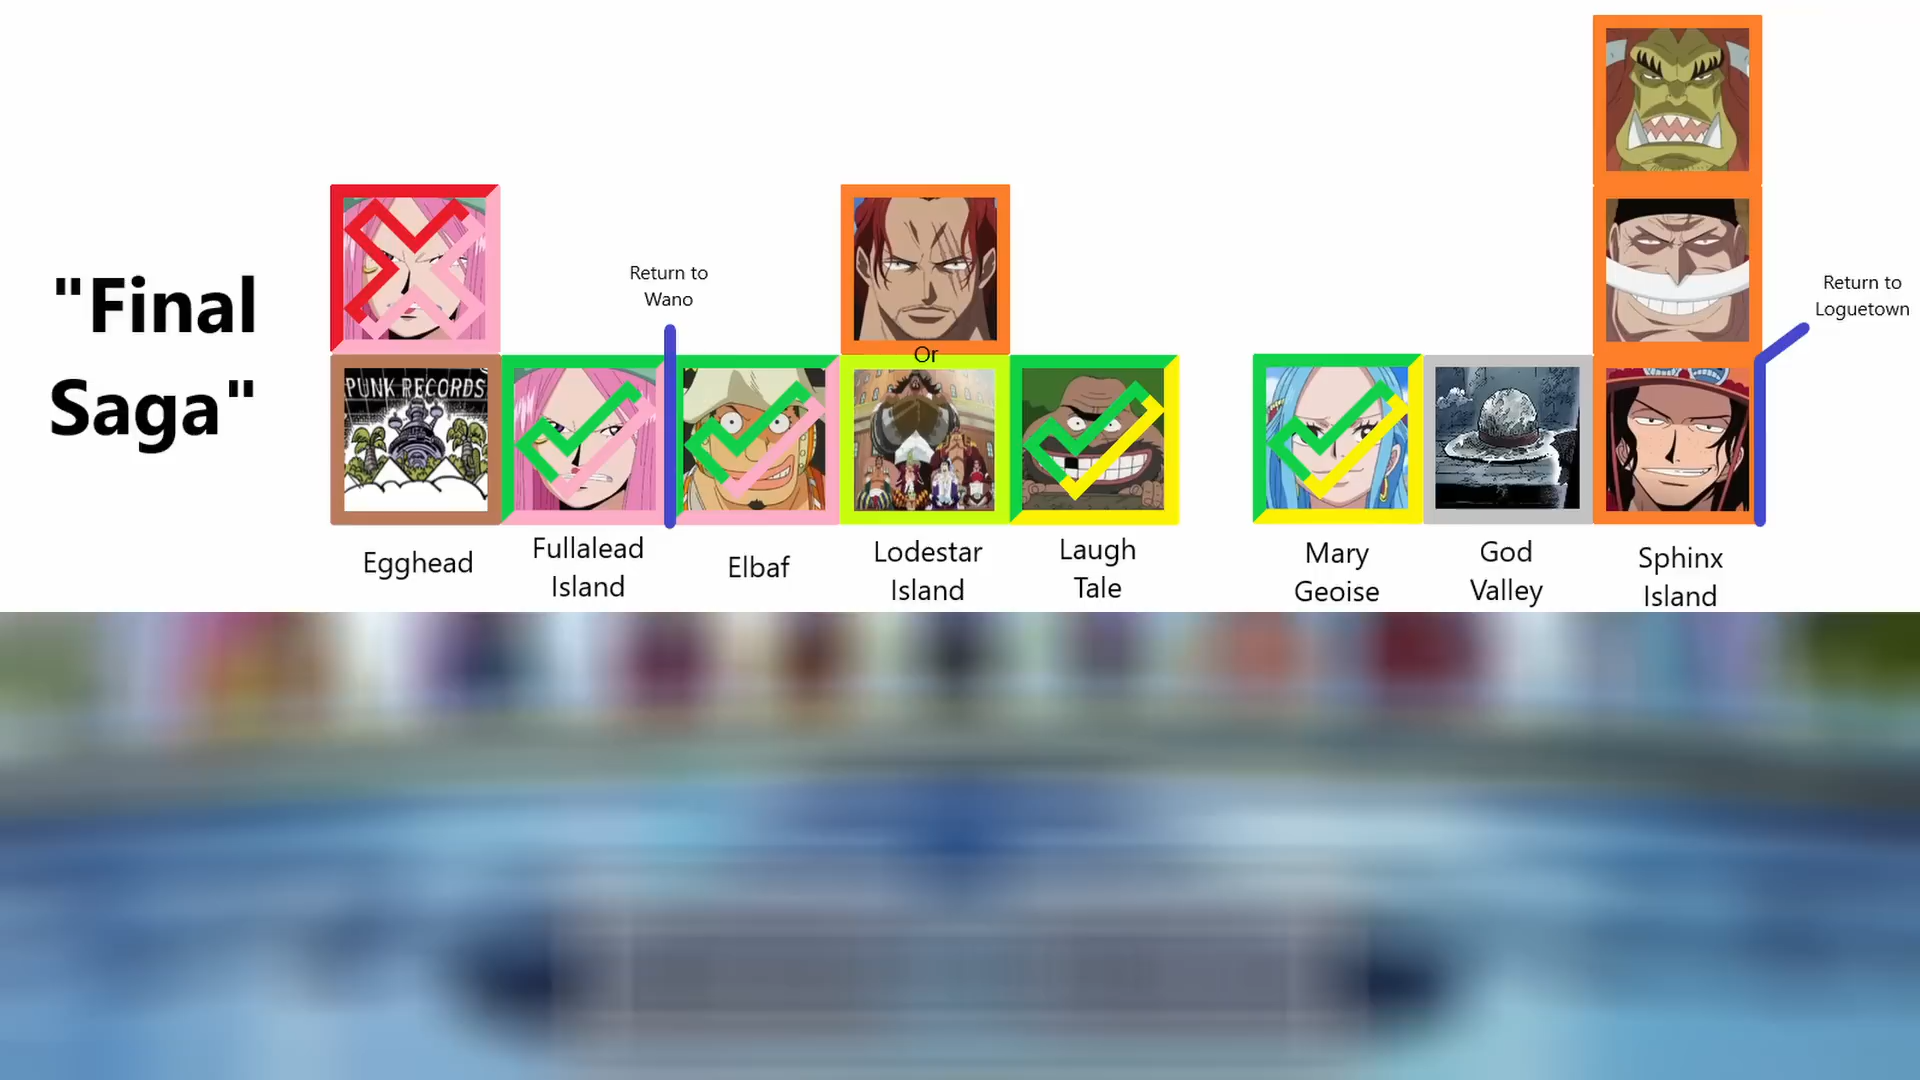 "Final
Saga"
Return to
Wano
Return to
Loguetown
Or
PUNK RECORDS
Egghead
Fullalead
Island
Elbaf
Lodestar
Island
Laugh
Tale
Mary
Geoise
God
Valley
Sphinx
Island